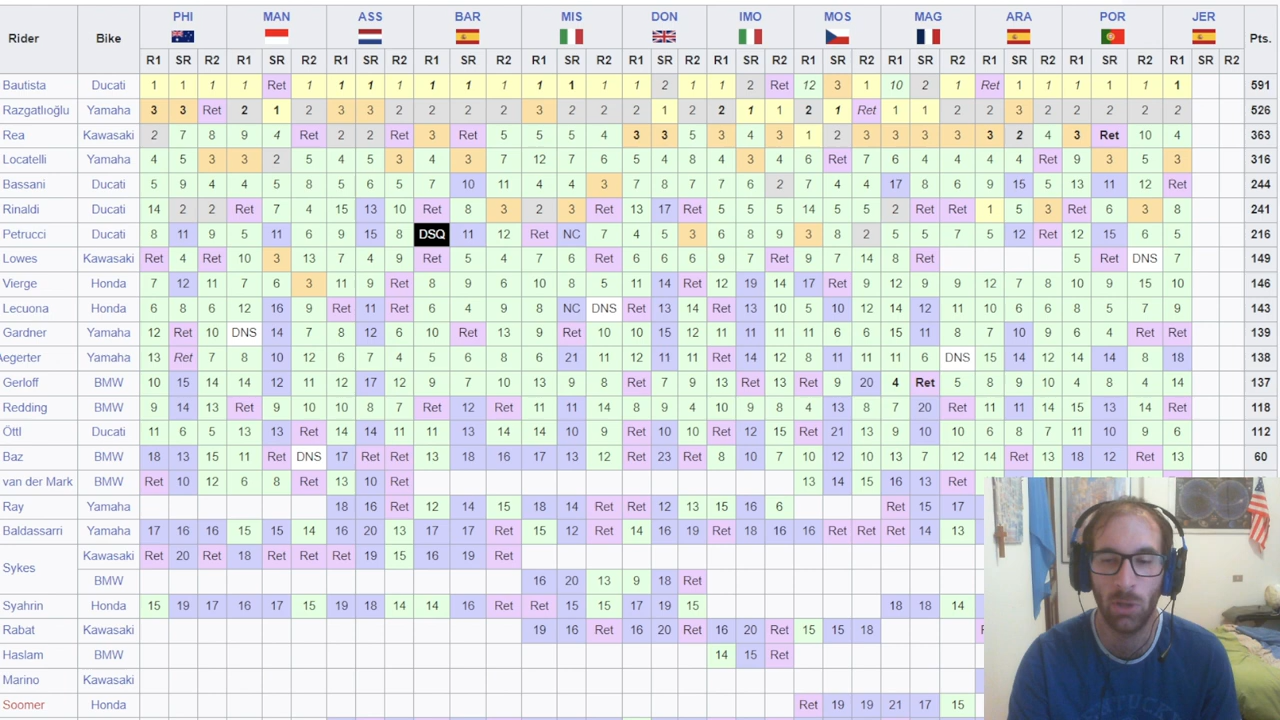 Rider Bike PHI MAN ASS BAR MIS DON IMO MOS MAG ARA POR JER Pts.
R1 SR R2 R1 SR R2 R1 SR R2 R1 SR R2 R1 SR R2 R1 SR R2 R1 SR R2 R1 SR R2 R1 SR R2 R1 SR R2 R1 SR R2 R1 SR R2
Bautista Ducati 1 1 1 1 Ret 1 1 1 1 1 1 1 1 1 1 1 2 1 1 2 Ret 12 3 1 10 2 1 Ret 1 1 1 1 1 1 591
Razgatlıoğlu Yamaha 3 3 Ret 2 1 2 3 3 2 2 2 2 3 2 2 2 1 2 2 1 1 2 1 Ret 1 1 2 2 3 2 2 2 2 2 526
Rea Kawasaki 2 7 8 9 4 Ret 2 2 Ret 3 Ret 5 5 5 4 3 3 5 3 4 3 1 2 3 3 3 3 3 2 4 3 Ret 10 4 363
Locatelli Yamaha 4 5 3 3 2 5 4 5 3 4 3 7 12 7 6 5 4 8 4 3 4 6 Ret 7 6 4 4 4 4 Ret 9 3 5 3 316
Bassani Ducati 5 9 4 4 5 8 5 6 5 7 10 11 4 4 3 7 8 7 7 6 2 7 4 4 17 8 6 9 15 5 13 11 12 Ret 244
Rinaldi Ducati 14 2 2 Ret 7 4 15 13 10 Ret 8 3 2 3 Ret 13 17 Ret 5 5 5 14 5 5 2 Ret Ret 1 5 3 Ret 6 3 8 241
Petrucci Ducati 8 11 9 5 11 6 9 15 8 DSQ 11 12 Ret NC 7 4 5 3 8 9 8 3 8 2 5 5 7 5 12 Ret 12 15 6 5 216
Lowes Kawasaki Ret 4 Ret 10 3 13 7 4 9 Ret 5 4 7 6 Ret 6 6 6 9 7 Ret 9 7 14 8 Ret 5 Ret DNS 7 149
Vierge Honda 7 12 11 7 6 3 11 9 Ret 8 9 6 10 8 5 11 14 Ret 12 19 14 17 Ret 9 12 9 12 7 8 10 9 15 10 146
Lecuona Honda 6 8 6 12 16 9 Ret 11 Ret 6 4 9 8 NC DNS Ret 13 14 Ret 13 10 5 10 12 14 12 11 10 6 8 5 7 9 143
Gardner Yamaha 12 Ret 10 DNS 14 7 8 12 6 10 Ret 13 9 Ret 10 10 12 15 11 11 11 11 6 6 15 11 8 7 10 9 6 4 Ret Ret 139
Aegerter Yamaha 13 Ret 7 8 10 12 6 7 4 5 6 8 6 21 11 12 11 11 Ret 14 12 8 11 11 11 6 DNS 15 14 12 14 14 8 18 138
Gerloff BMW 10 15 14 14 12 11 12 17 12 9 7 10 13 9 8 Ret 7 9 13 Ret 13 Ret 9 20 4 Ret 5 8 9 10 4 8 4 14 137
Redding BMW 9 14 13 Ret 9 10 10 8 7 Ret 12 Ret 11 11 14 8 9 4 10 9 8 4 13 8 7 20 Ret 11 11 14 15 13 14 Ret 118
Öttl Ducati 11 6 5 13 13 Ret 14 14 11 11 13 14 14 10 9 Ret 10 10 Ret 12 15 Ret 21 13 9 10 10 6 8 7 11 10 9 6 112
Baz BMW 18 13 15 11 Ret DNS 17 Ret Ret 13 18 16 17 13 12 Ret 23 Ret 8 10 7 10 12 10 13 7 12 14 Ret 13 18 12 Ret 13 60
van der Mark BMW Ret 10 12 6 8 Ret 13 10 Ret 13 14 15 16 13 Ret
Ray Yamaha 18 16 Ret 12 14 15 18 14 Ret Ret 12 13 15 16 6 Ret 15 17
Baldassarri Yamaha 17 16 16 15 15 14 16 20 13 17 17 Ret 15 12 Ret 14 16 19 Ret 18 16 16 Ret Ret Ret 14 13
Sykes Kawasaki Ret 20 Ret 18 Ret Ret Ret 19 15 16 19 Ret
BMW 16 20 13 9 18 Ret
Syahrin Honda 15 19 17 16 17 15 19 18 14 14 16 Ret Ret 15 15 17 19 15 18 18 14
Rabat Kawasaki 19 16 Ret 16 20 Ret 16 20 Ret 15 15 18
Haslam BMW 14 15 Ret
Marino Kawasaki
Soomer Honda Ret 19 19 21 17 15